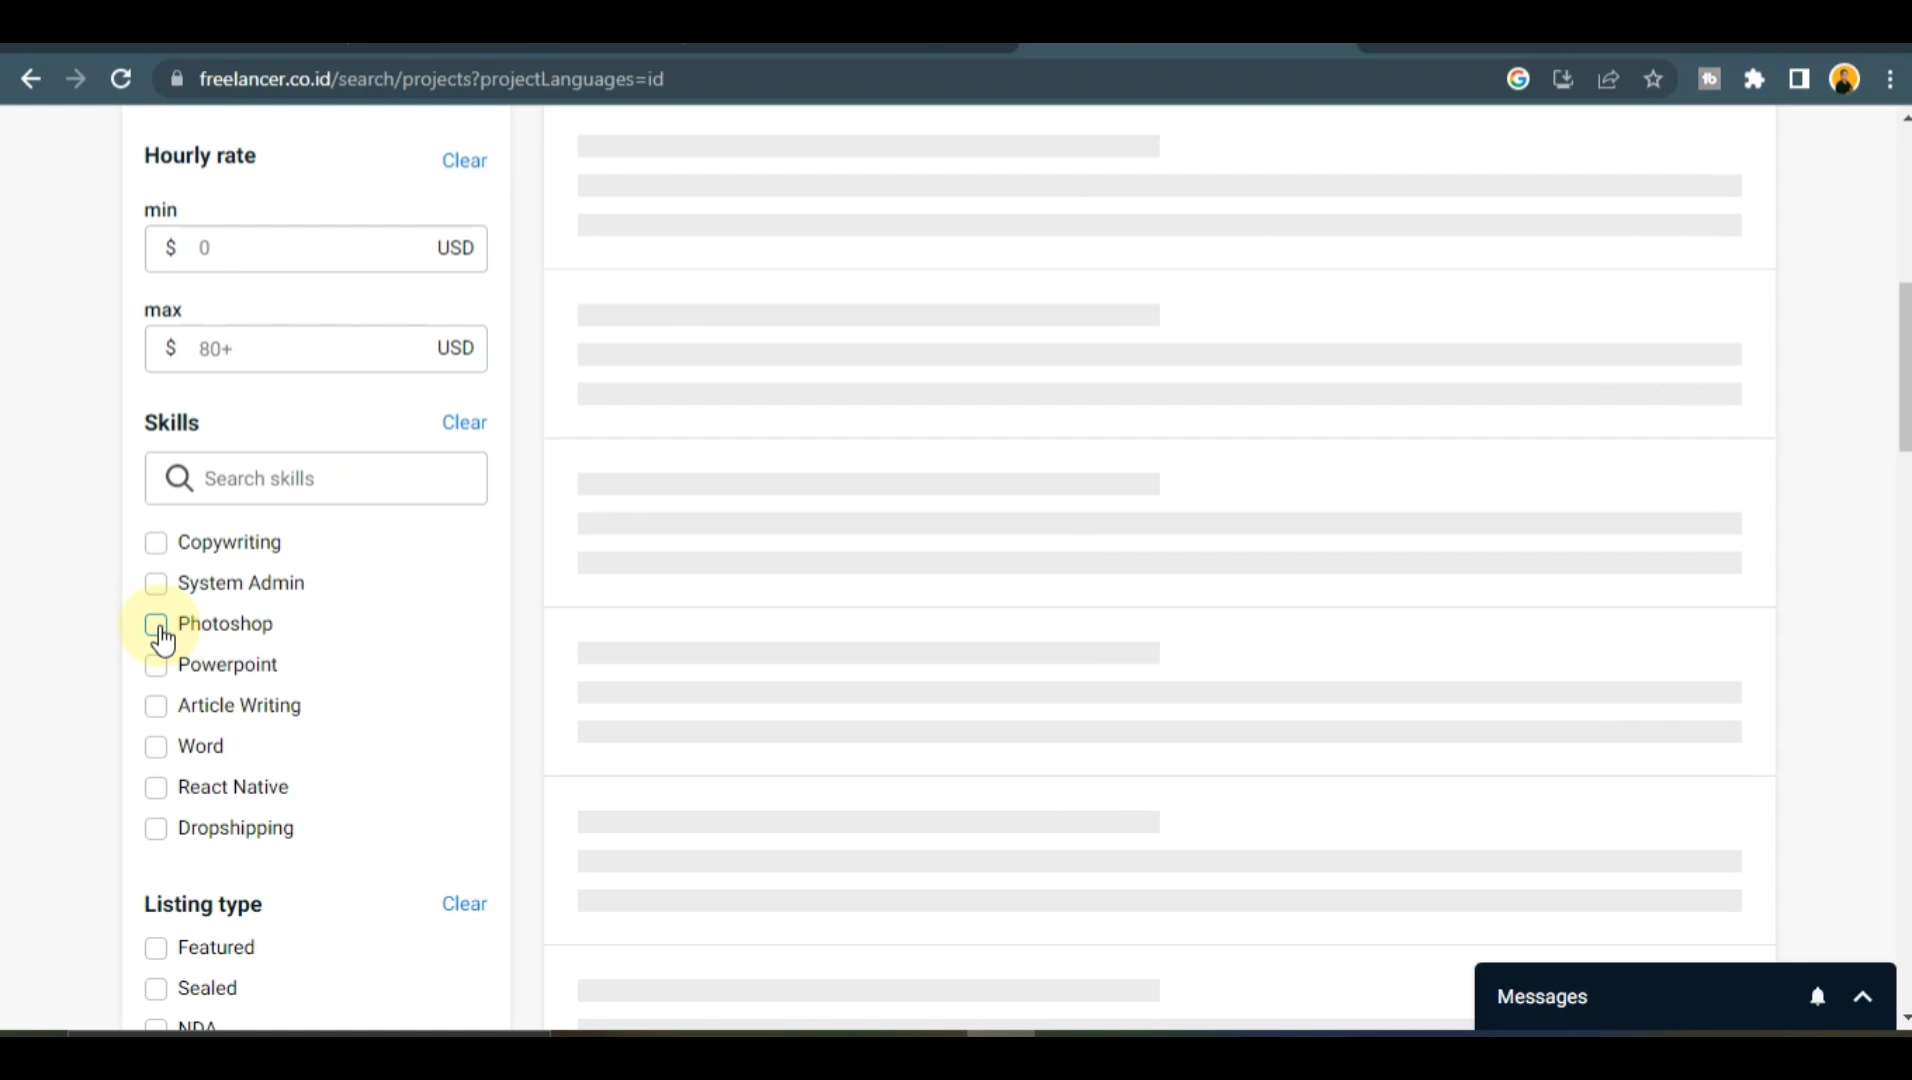 freelancer.co.id/search/projects?projectLanguages=id
Hourly rate
Clear
min
$ 0 USD
max
$ 80+ USD
Skills
Clear
Search skills
Copywriting
System Admin
Photoshop
Powerpoint
Article Writing
Word
React Native
Dropshipping
Listing type
Clear
Featured
Sealed
NDA
Messages